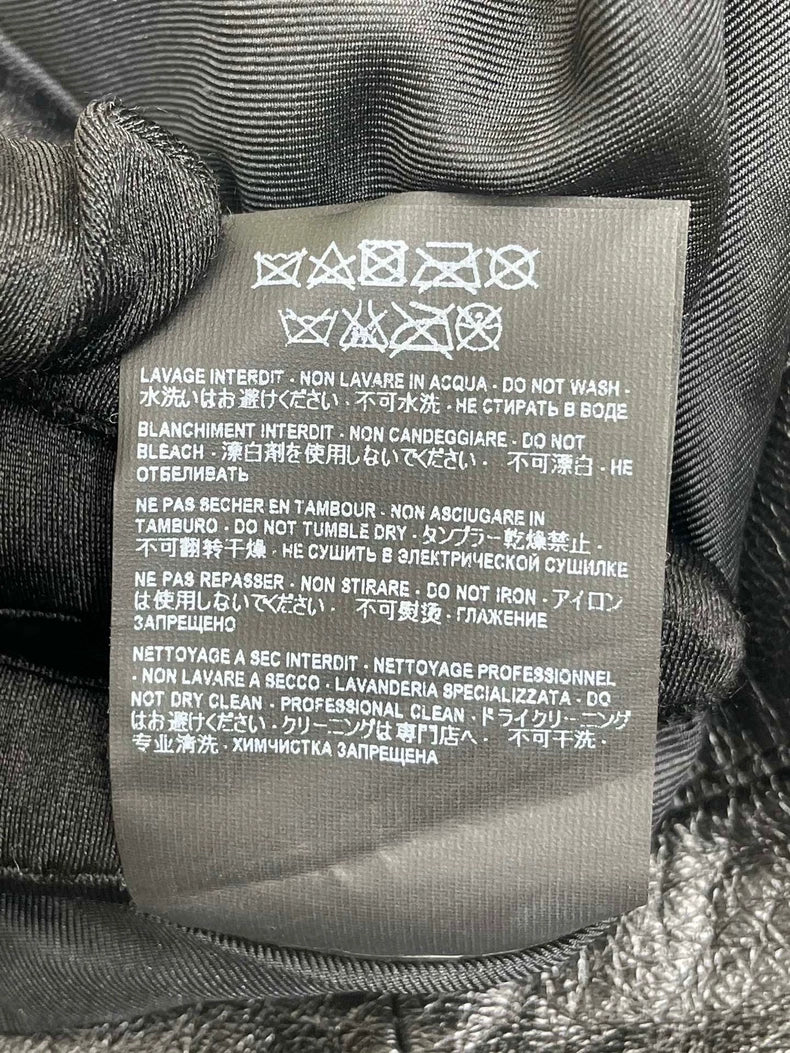 LAVAGE INTERDIT - NON LAVARE IN ACQUA - DO NOT WASH -
水洗いはお避けください - 不可水洗 - НЕ СТИРАТЬ В ВОДЕ
BLANCHIMENT INTERDIT - NON CANDEGGIARE - DO NOT
BLEACH - 漂白剤を使用しないでください - 不可漂白 - НЕ
ОТБЕЛИВАТЬ
NE PAS SECHER EN TAMBOUR - NON ASCIUGARE IN
TAMBURO - DO NOT TUMBLE DRY - タンブラー乾燥禁止 -
不可翻转干燥 - НЕ СУШИТЬ В ЭЛЕКТРИЧЕСКОЙ СУШИЛКЕ
NE PAS REPASSER - NON STIRARE - DO NOT IRON - アイロン
は使用しないでください - 不可熨烫 - ГЛАЖЕНИЕ
ЗАПРЕЩЕНО
NETTOYAGE A SEC INTERDIT - NETTOYAGE PROFESSIONNEL
- NON LAVARE A SECCO - LAVANDERIA SPECIALIZZATA - DO
NOT DRY CLEAN - PROFESSIONAL CLEAN - ドライクリーニング
はお避けください - クリーニングは専門店へ - 不可干洗 -
专业清洗 - ХИМЧИСТКА ЗАПРЕЩЕНА